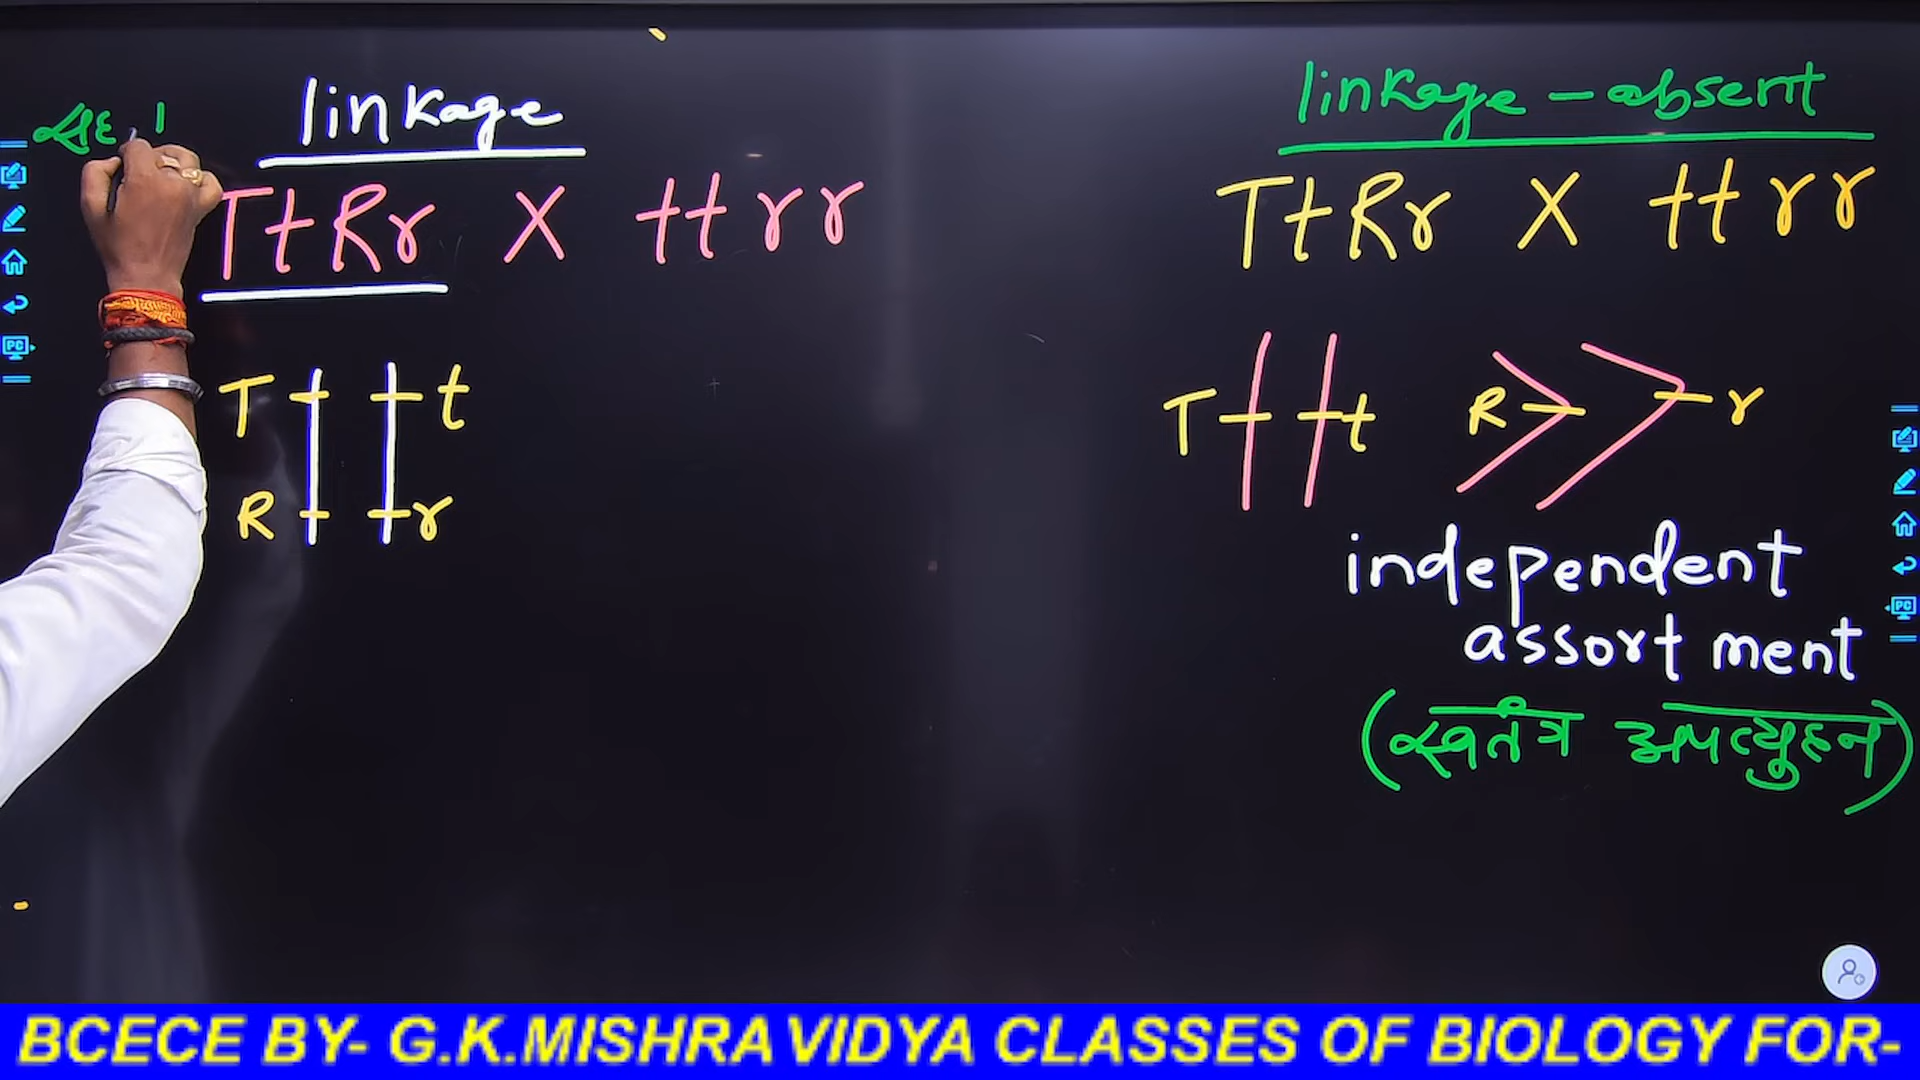 linkage
TtRr X ttrr
T t
R r
linkage - absent
TtRr X ttrr
T t R r
independent
assortment
(स्वतंत्र अपव्यूहन)
BCECE BY- G.K.MISHRA VIDYA CLASSES OF BIOLOGY FOR-